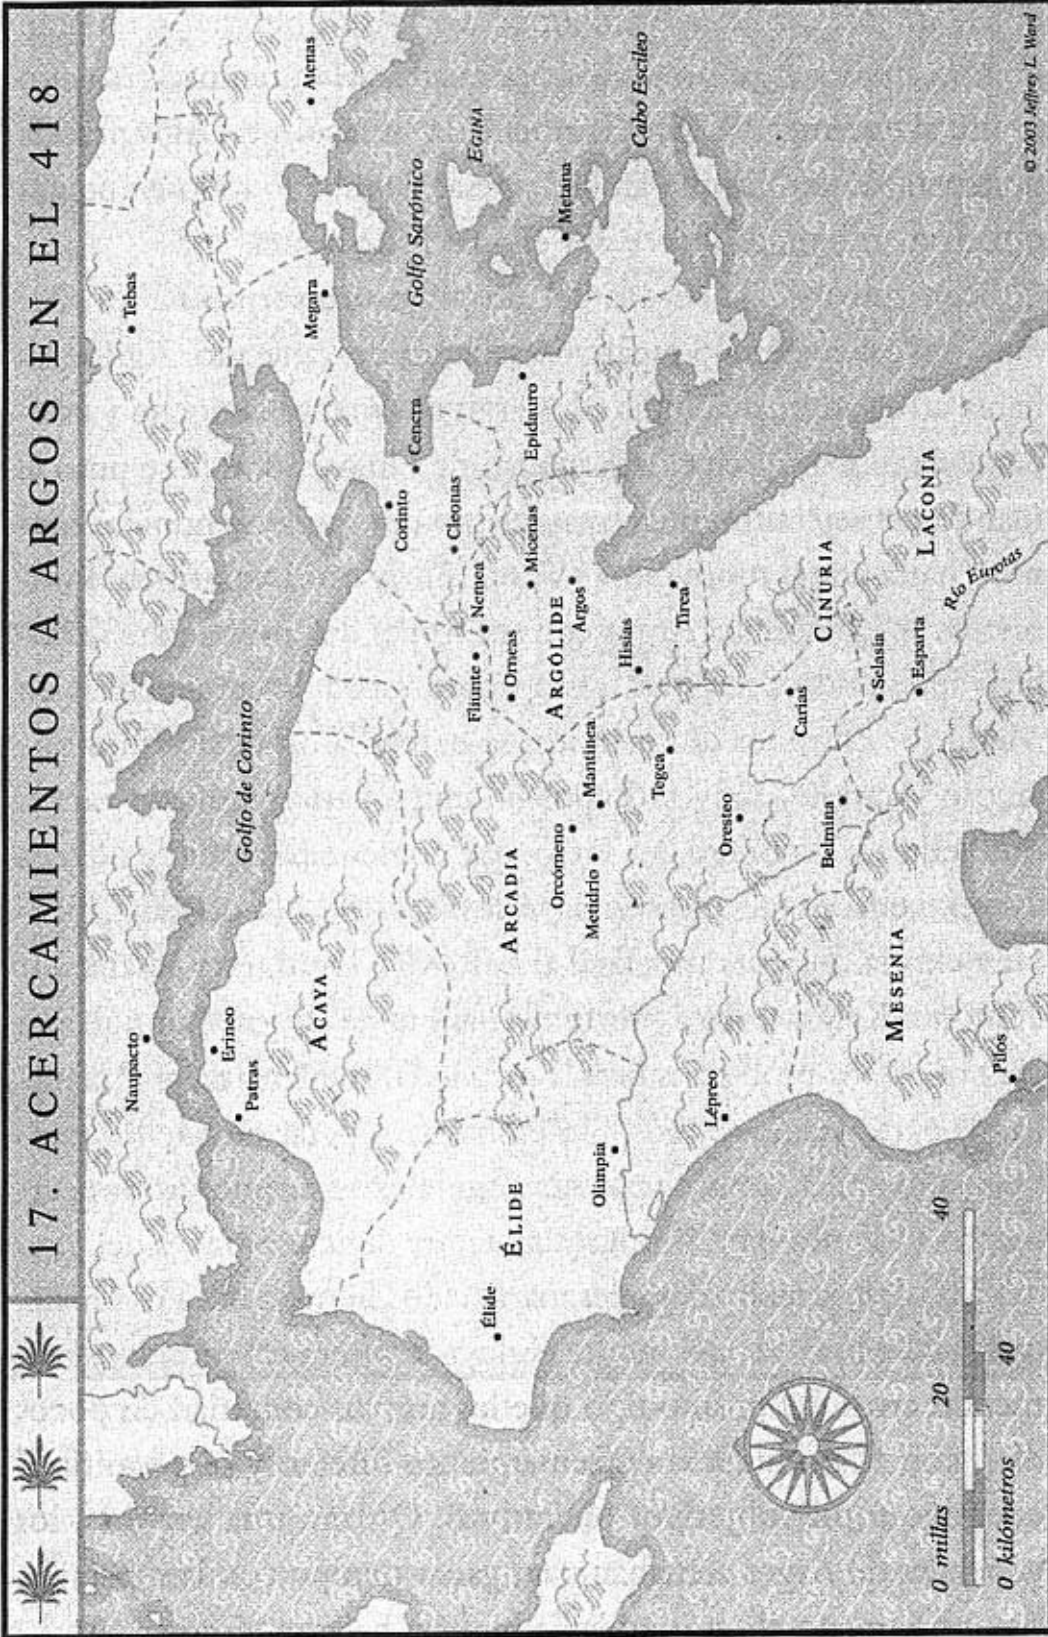 17. ACERCAMIENTOS A ARGOS EN EL 418
Tebas
Atenas
Naupacto
Erineo
Patras
Golfo de Corinto
Megara
ACAYA
Corinto
Cencra
Golfo Sarónico
EGINA
Cleonas
Nemea
Fliunte
Orneas
Micenas
Epidauro
Metana
Cabo Escileo
Élide
ÉLIDE
ARCADIA
ARGÓLIDE
Argos
Orcómeno
Mantinea
Metidrio
Hisias
Olimpia
Tegea
Tirea
Lépreo
Oresteo
Carias
CINURIA
Belmina
Selasia
Esparta
LACONIA
Río Eurotas
MESENIA
Pilos
0 millas 20 40
0 kilómetros 40
© 2003 Jeffrey L. Ward